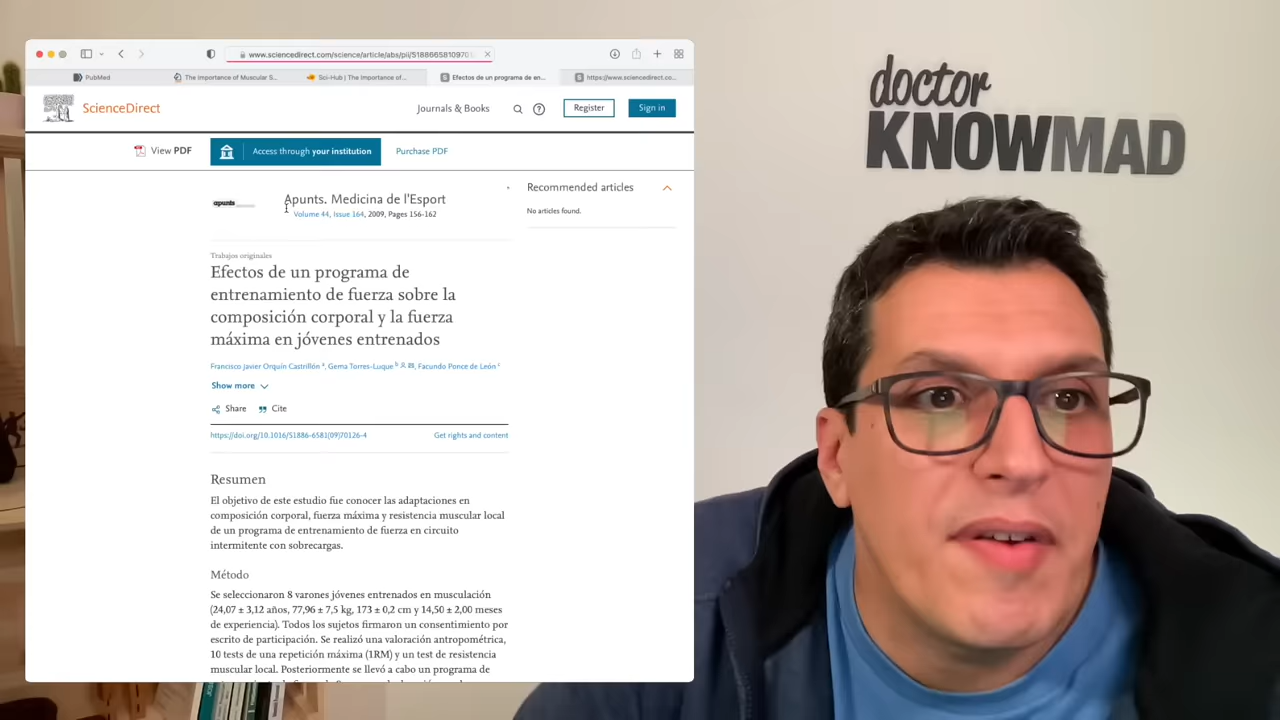 www.sciencedirect.com/science/article/abs/pii/S1886658109701
PubMed
The Importance of Muscular S...
Sci-Hub | The Importance of...
Efectos de un programa de en...
https://www.sciencedirect.co...
ScienceDirect
Journals & Books
Register
Sign in
View PDF
Access through your institution
Purchase PDF
apunts
Apunts. Medicina de l'Esport
Volume 44, Issue 164, 2009, Pages 156-162
Recommended articles
No articles found.
Trabajos originales
Efectos de un programa de
entrenamiento de fuerza sobre la
composición corporal y la fuerza
máxima en jóvenes entrenados
Francisco Javier Orquín Castrillón a, Gema Torres-Luque b, Facundo Ponce de León c
Show more
Share
Cite
https://doi.org/10.1016/S1886-6581(09)70126-4
Get rights and content
Resumen
El objetivo de este estudio fue conocer las adaptaciones en
composición corporal, fuerza máxima y resistencia muscular local
de un programa de entrenamiento de fuerza en circuito
intermitente con sobrecargas.
Método
Se seleccionaron 8 varones jóvenes entrenados en musculación
(24,07 ± 3,12 años, 77,96 ± 7,5 kg, 173 ± 0,2 cm y 14,50 ± 2,00 meses
de experiencia). Todos los sujetos firmaron un consentimiento por
escrito de participación. Se realizó una valoración antropométrica,
10 tests de una repetición máxima (1RM) y un test de resistencia
muscular local. Posteriormente se llevó a cabo un programa de
doctor
KNOWMAD